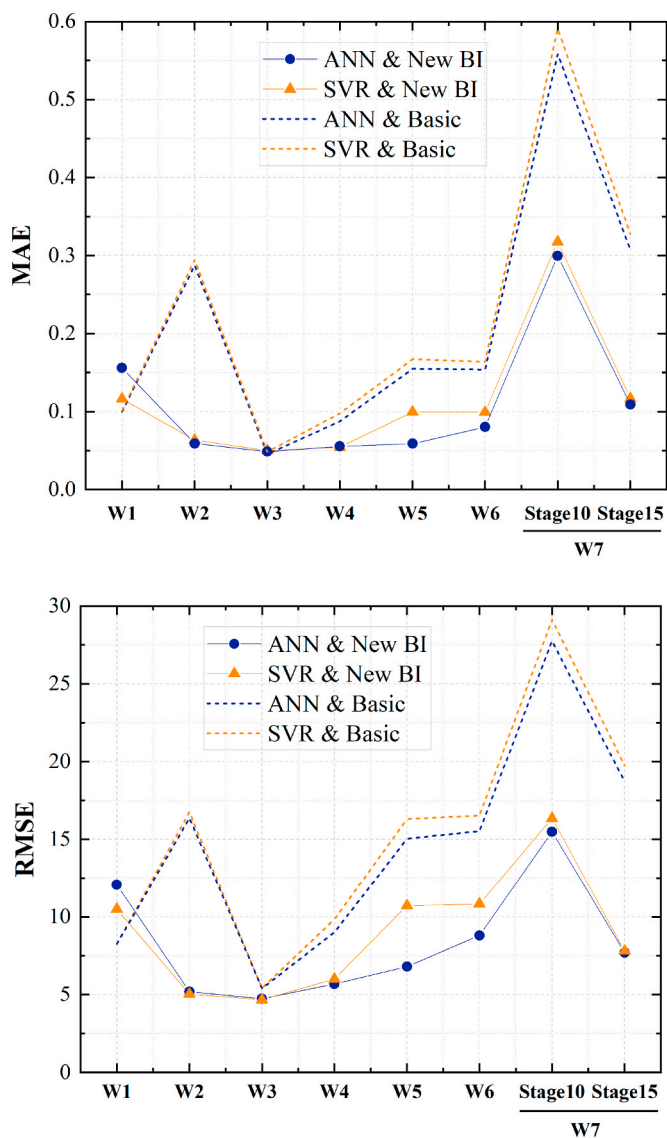 0.6
0.5
0.4
0.3
0.2
0.1
0.0
MAE
ANN & New BI
SVR & New BI
ANN & Basic
SVR & Basic
W1 W2 W3 W4 W5 W6 Stage10 Stage15
W7
30
25
20
15
10
5
0
RMSE
ANN & New BI
SVR & New BI
ANN & Basic
SVR & Basic
W1 W2 W3 W4 W5 W6 Stage10 Stage15
W7